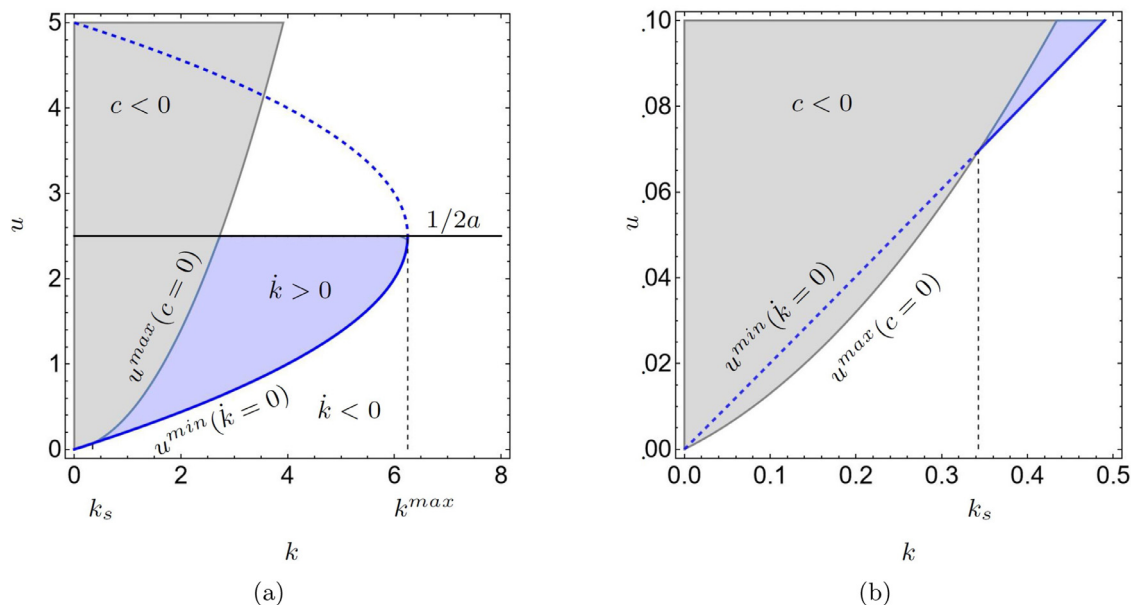 5
4
3
2
1
0
u
c < 0
1/2a
k̇ > 0
u^{max}(c = 0)
u^{min}(k̇ = 0)
k̇ < 0
0 2 4 6 8
k_s k^{max}
k
(a)
.10
.08
.06
.04
.02
.00
u
c < 0
u^{min}(k̇ = 0)
u^{max}(c = 0)
0.0 0.1 0.2 0.3 0.4 0.5
k_s
k
(b)